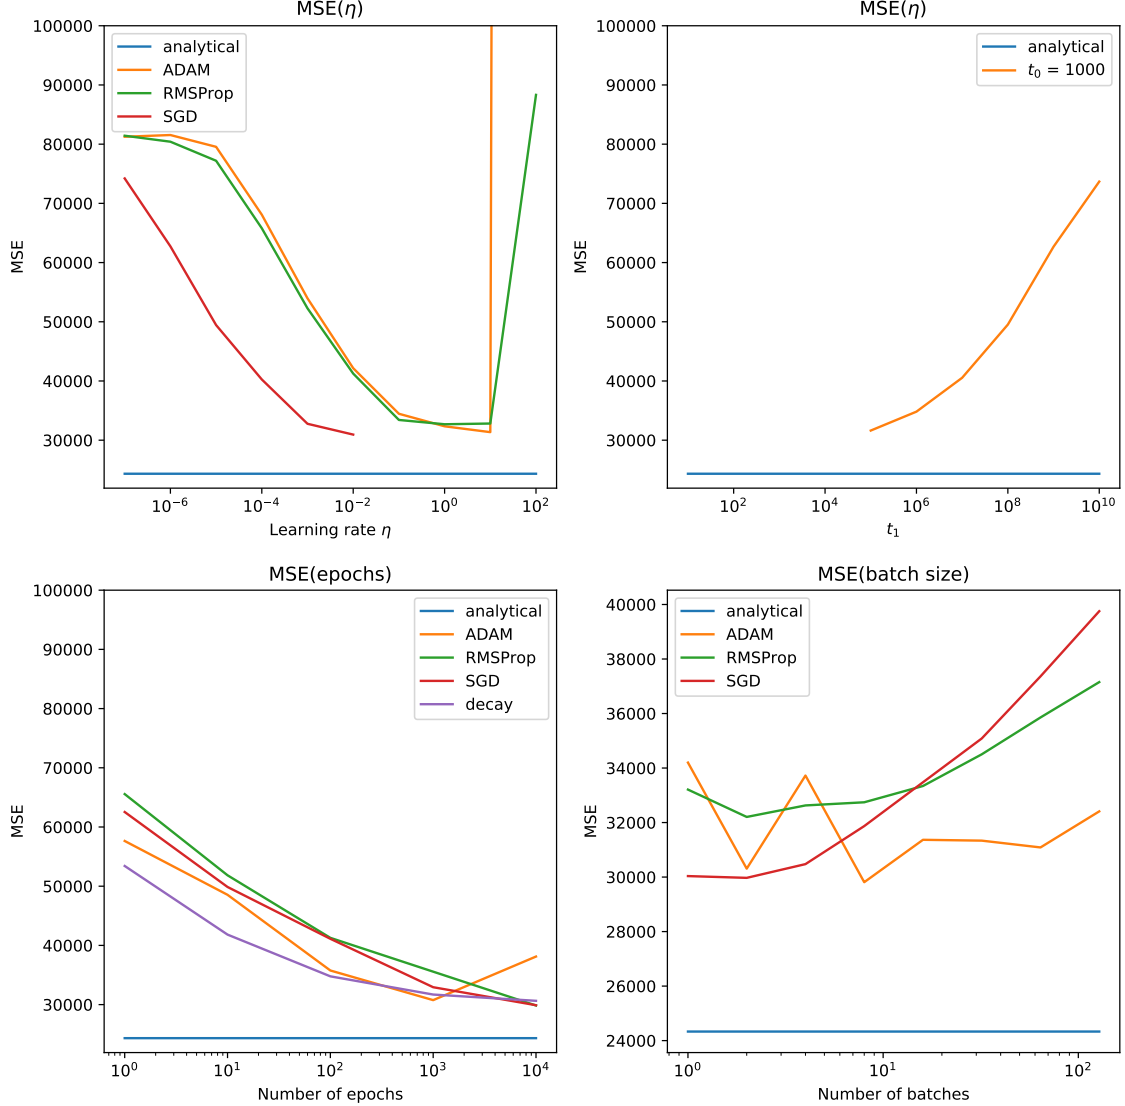 MSE(η)
100000
90000
80000
70000
60000
50000
40000
30000
MSE
analytical
ADAM
RMSProp
SGD
10⁻⁶
10⁻⁴
10⁻²
10⁰
10²
Learning rate η
MSE(η)
100000
90000
80000
70000
60000
50000
40000
30000
MSE
analytical
t₀ = 1000
10²
10⁴
10⁶
10⁸
10¹⁰
t₁
MSE(epochs)
100000
90000
80000
70000
60000
50000
40000
30000
MSE
analytical
ADAM
RMSProp
SGD
decay
10⁰
10¹
10²
10³
10⁴
Number of epochs
MSE(batch size)
40000
38000
36000
34000
32000
30000
28000
26000
24000
MSE
analytical
ADAM
RMSProp
SGD
10⁰
10¹
10²
Number of batches